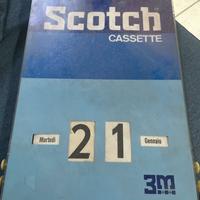 Scotch
CASSETTE
Martedì 21 Gennaio
3M